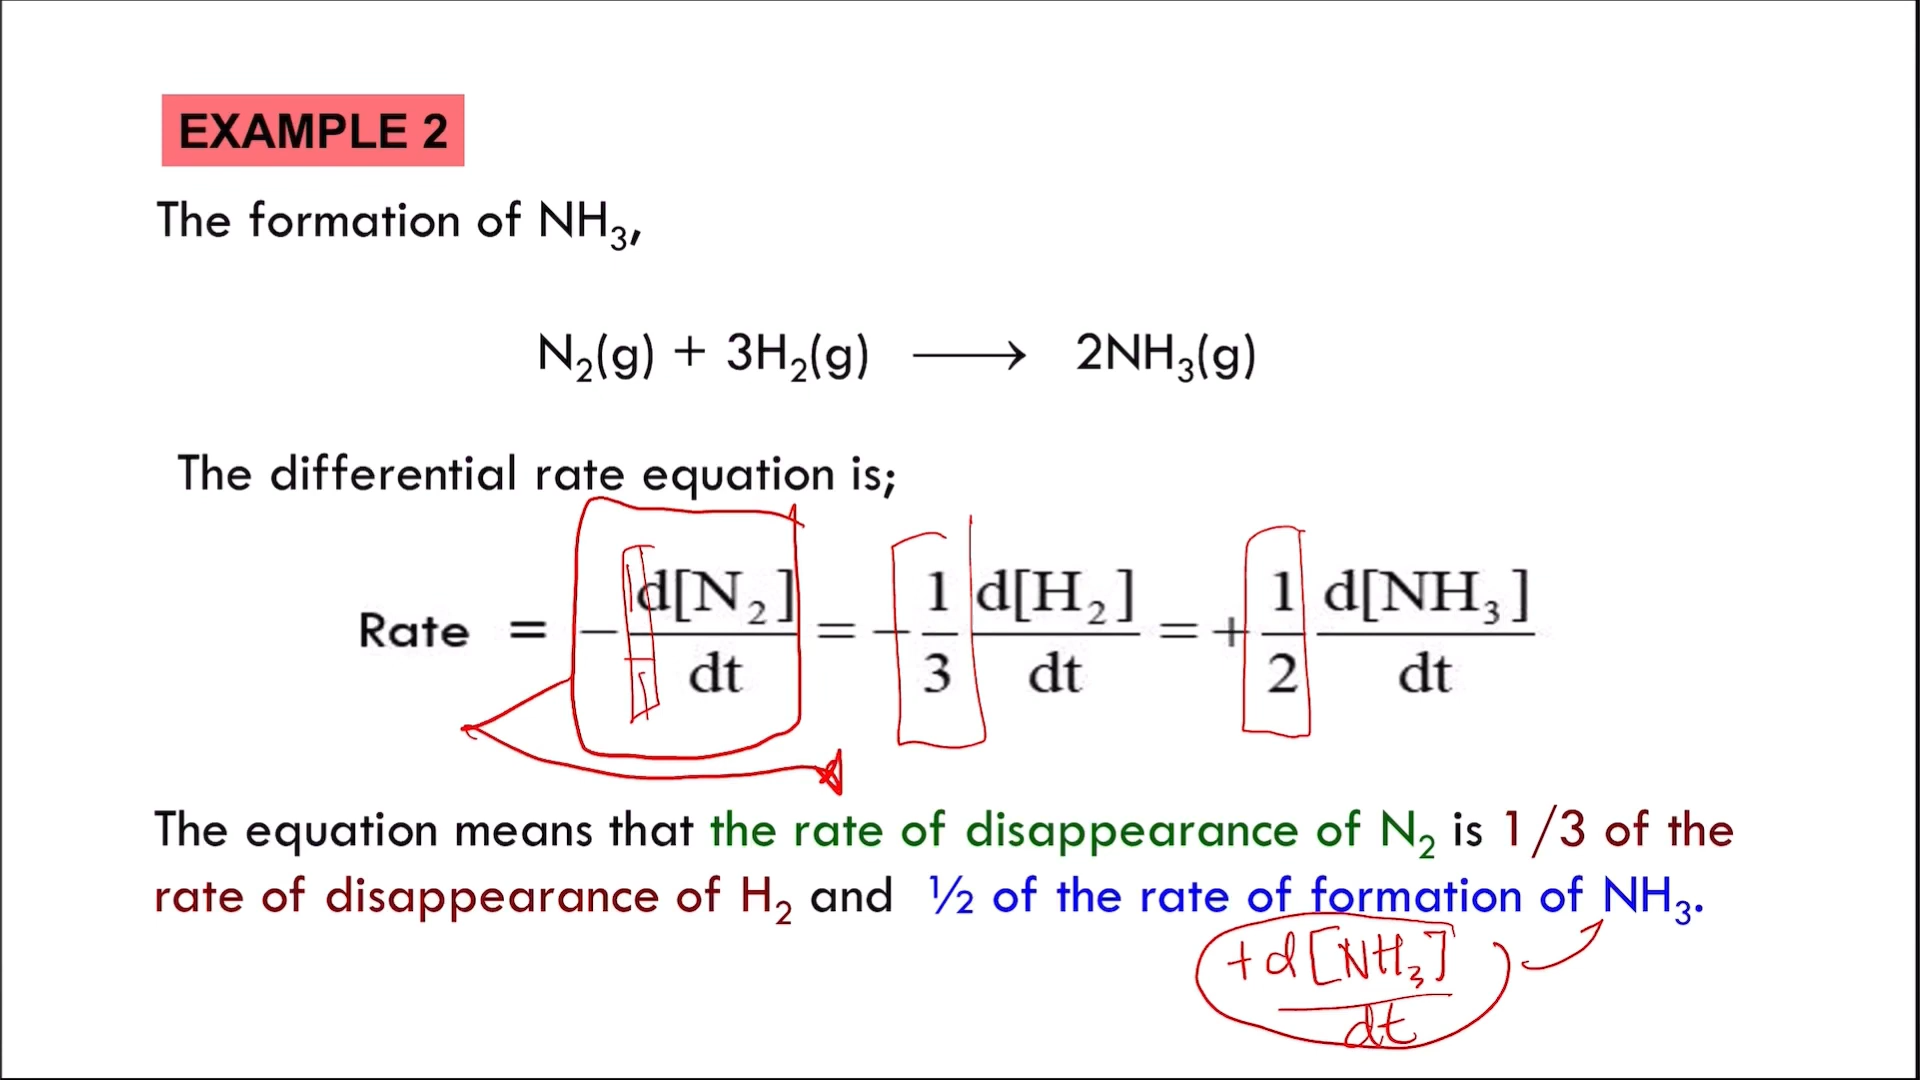 EXAMPLE 2
The formation of NH₃,
N₂(g) + 3H₂(g) ⟶ 2NH₃(g)
The differential rate equation is;
Rate = − d[N₂]/dt = − 1/3 d[H₂]/dt = + 1/2 d[NH₃]/dt
The equation means that the rate of disappearance of N₂ is 1/3 of the
rate of disappearance of H₂ and ½ of the rate of formation of NH₃.
+d[NH₃]
dt